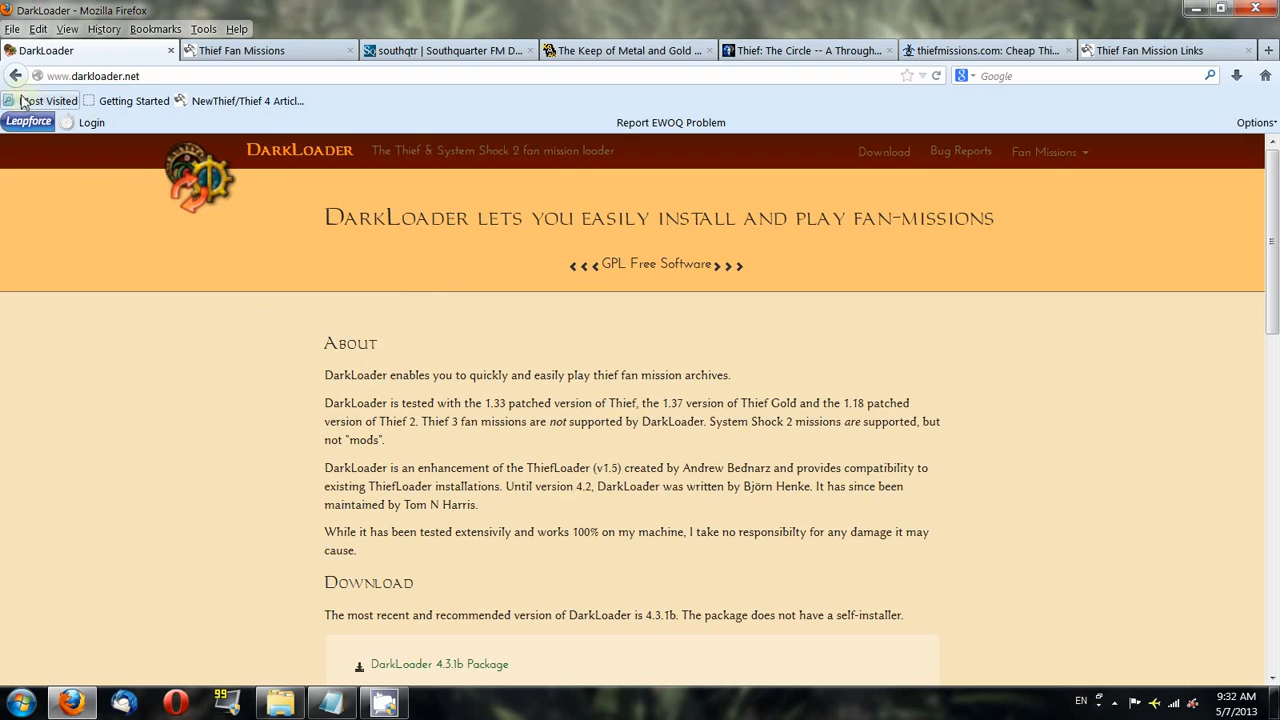 DarkLoader - Mozilla Firefox
File Edit View History Bookmarks Tools Help
DarkLoader × Thief Fan Missions × southqtr | Southquarter FM D... × The Keep of Metal and Gold ... × Thief: The Circle -- A Through... × thiefmissions.com: Cheap Thi... × Thief Fan Mission Links ×
www.darkloader.net Google
Most Visited Getting Started NewThief/Thief 4 Articl...
Leapforce Login Report EWOQ Problem Options
DarkLoader The Thief & System Shock 2 fan mission loader Download Bug Reports Fan Missions
DarkLoader lets you easily install and play fan-missions
GPL Free Software
About
DarkLoader enables you to quickly and easily play thief fan mission archives.
DarkLoader is tested with the 1.33 patched version of Thief, the 1.37 version of Thief Gold and the 1.18 patched
version of Thief 2. Thief 3 fan missions are not supported by DarkLoader. System Shock 2 missions are supported, but
not "mods".
DarkLoader is an enhancement of the ThiefLoader (v1.5) created by Andrew Bednarz and provides compatibility to
existing ThiefLoader installations. Until version 4.2, DarkLoader was written by Björn Henke. It has since been
maintained by Tom N Harris.
While it has been tested extensivily and works 100% on my machine, I take no responsibilty for any damage it may
cause.
Download
The most recent and recommended version of DarkLoader is 4.3.1b. The package does not have a self-installer.
DarkLoader 4.3.1b Package
99
EN
9:32 AM
5/7/2013